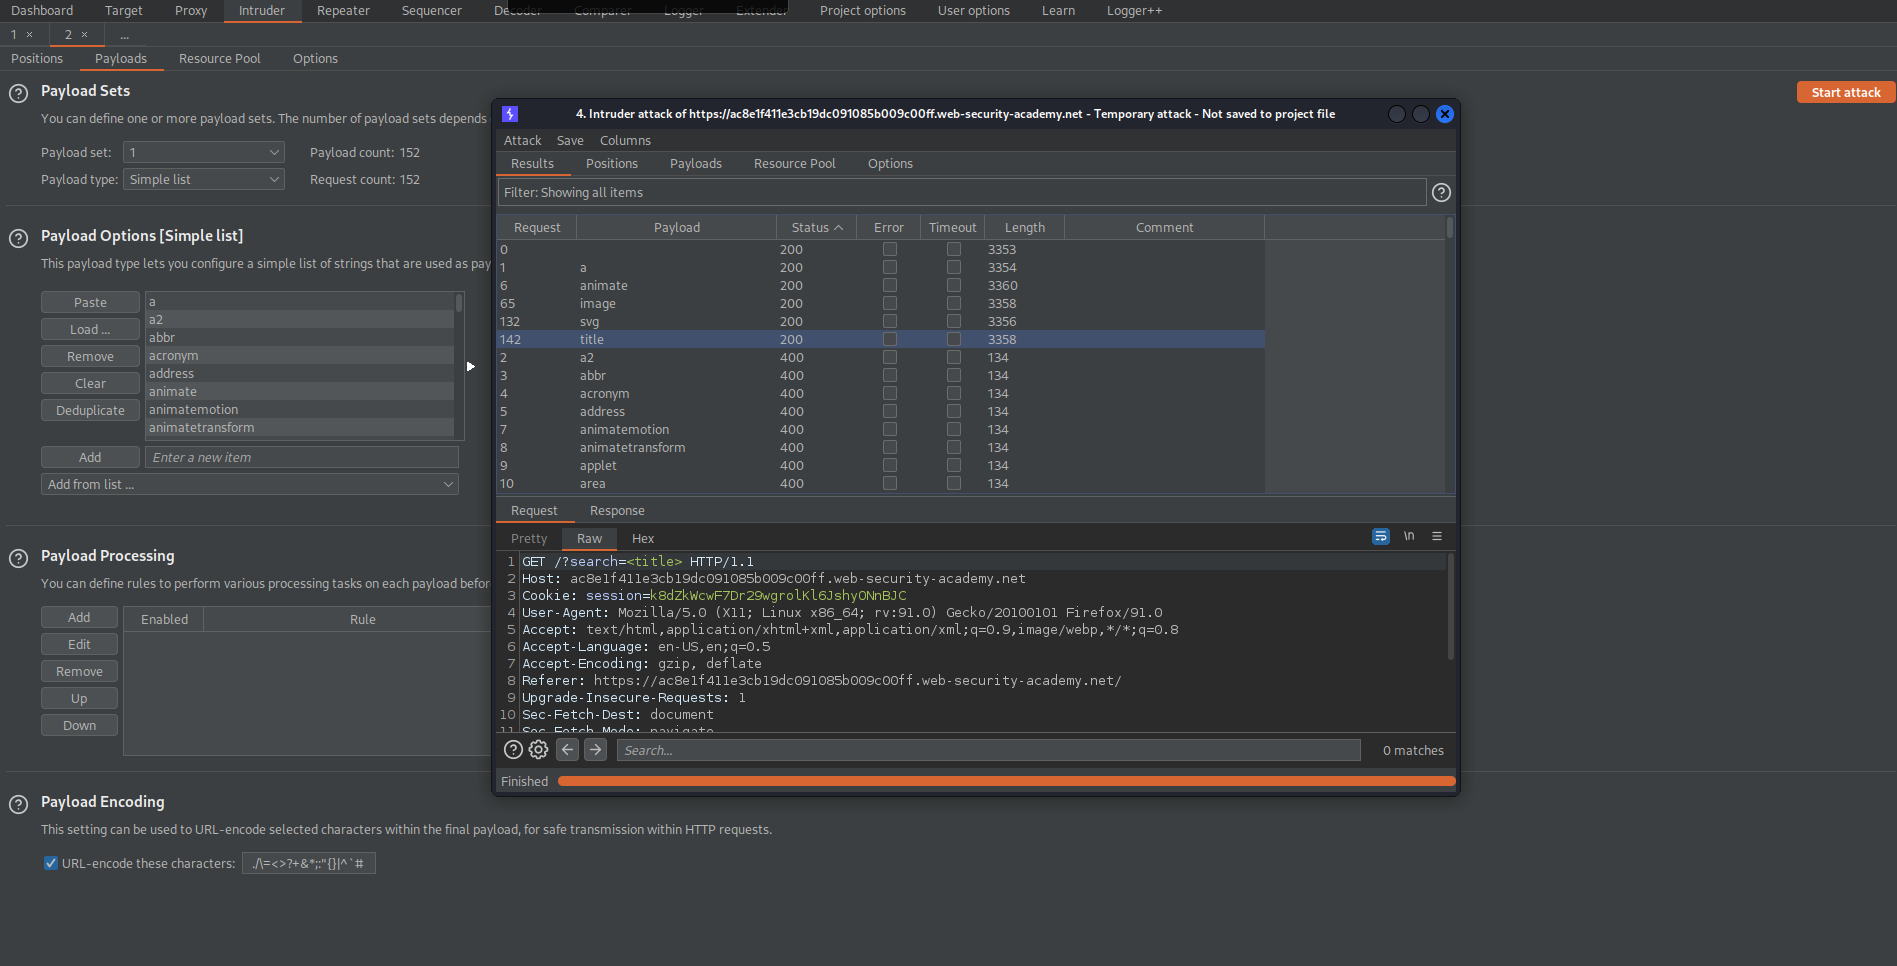 Dashboard Target Proxy Intruder Repeater Sequencer Decoder Comparer Logger Extender Project options User options Learn Logger++
1 × 2 × ...
Positions Payloads Resource Pool Options
Payload Sets
Start attack
You can define one or more payload sets. The number of payload sets depends
Payload set: 1 Payload count: 152
Payload type: Simple list Request count: 152
Payload Options [Simple list]
This payload type lets you configure a simple list of strings that are used as pay
Paste
Load ...
Remove
Clear
Deduplicate
a
a2
abbr
acronym
address
animate
animatemotion
animatetransform
Add Enter a new item
Add from list ...
Payload Processing
You can define rules to perform various processing tasks on each payload befor
Add
Edit
Remove
Up
Down
Enabled Rule
Payload Encoding
This setting can be used to URL-encode selected characters within the final payload, for safe transmission within HTTP requests.
URL-encode these characters: ./\=<>?+&*;:"{}|^`#
4. Intruder attack of https://ac8e1f411e3cb19dc091085b009c00ff.web-security-academy.net - Temporary attack - Not saved to project file
Attack Save Columns
Results Positions Payloads Resource Pool Options
Filter: Showing all items
Request Payload Status Error Timeout Length Comment
0 200 3353
1 a 200 3354
6 animate 200 3360
65 image 200 3358
132 svg 200 3356
142 title 200 3358
2 a2 400 134
3 abbr 400 134
4 acronym 400 134
5 address 400 134
7 animatemotion 400 134
8 animatetransform 400 134
9 applet 400 134
10 area 400 134
Request Response
Pretty Raw Hex \n
1 GET /?search=<title> HTTP/1.1
2 Host: ac8e1f411e3cb19dc091085b009c00ff.web-security-academy.net
3 Cookie: session=k8dZkWcwF7Dr29wgrolKl6JshyONnBJC
4 User-Agent: Mozilla/5.0 (X11; Linux x86_64; rv:91.0) Gecko/20100101 Firefox/91.0
5 Accept: text/html,application/xhtml+xml,application/xml;q=0.9,image/webp,*/*;q=0.8
6 Accept-Language: en-US,en;q=0.5
7 Accept-Encoding: gzip, deflate
8 Referer: https://ac8e1f411e3cb19dc091085b009c00ff.web-security-academy.net/
9 Upgrade-Insecure-Requests: 1
10 Sec-Fetch-Dest: document
11 Sec-Fetch-Mode: navigate
Search... 0 matches
Finished